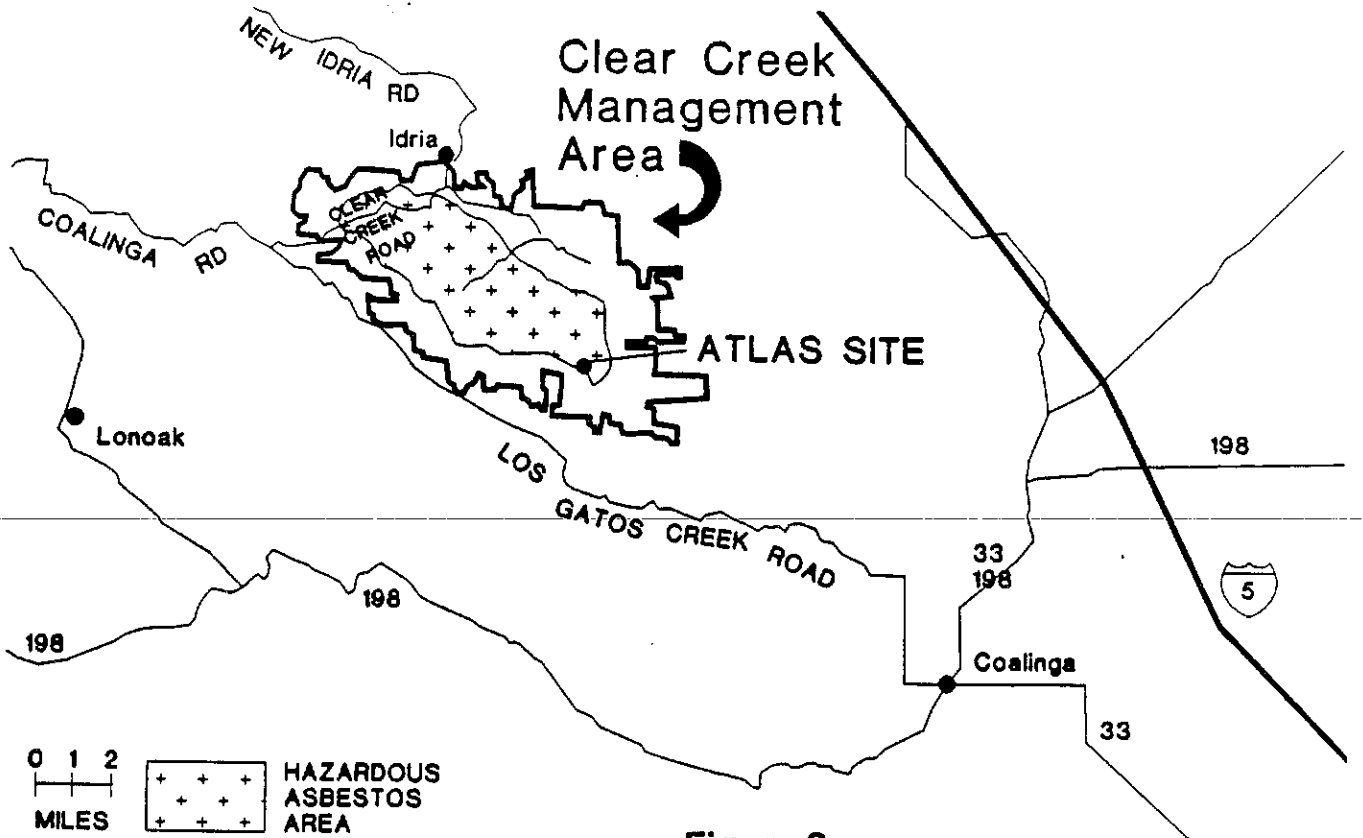 NEW IDRIA RD
Clear Creek
Management
Area
Idria
CLEAR
CREEK
ROAD
COALINGA RD
ATLAS SITE
Lonoak
LOS GATOS CREEK ROAD
198
33
198
5
198
198
Coalinga
33
0 1 2
MILES
HAZARDOUS
ASBESTOS
AREA